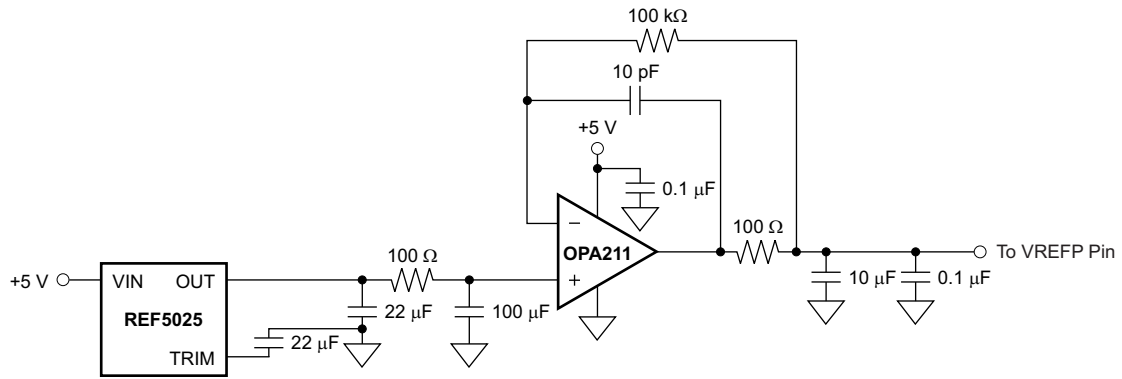 100 kΩ
10 pF
+5 V
0.1 μF
−
OPA211
+
100 Ω
To VREFP Pin
10 μF
0.1 μF
100 Ω
+5 V
VIN
OUT
REF5025
TRIM
22 μF
22 μF
100 μF